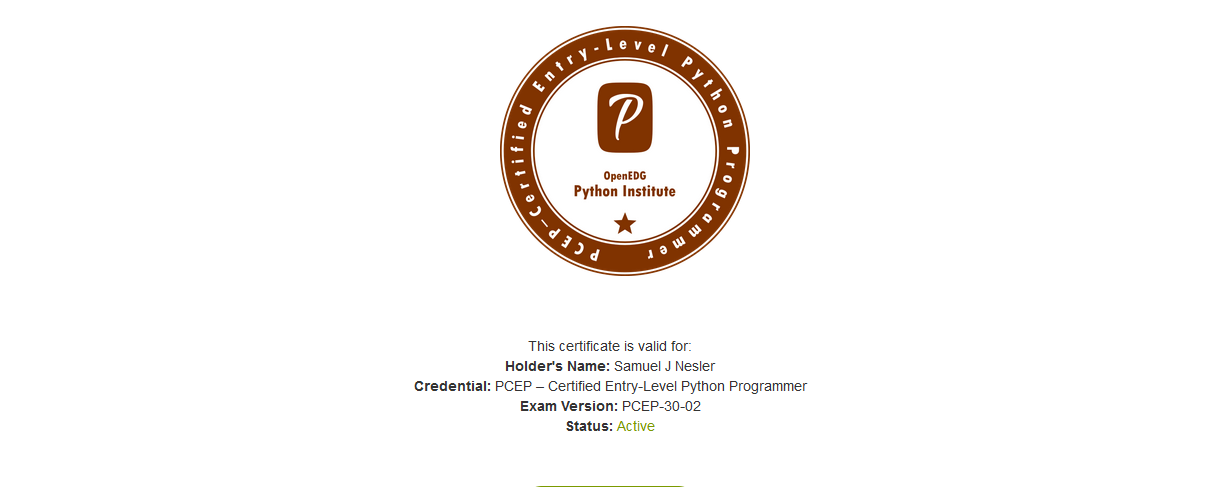 PCEP-Certified Entry-Level Python Programmer
P
OpenEDG
Python Institute
This certificate is valid for:
Holder's Name: Samuel J Nesler
Credential: PCEP – Certified Entry-Level Python Programmer
Exam Version: PCEP-30-02
Status: Active